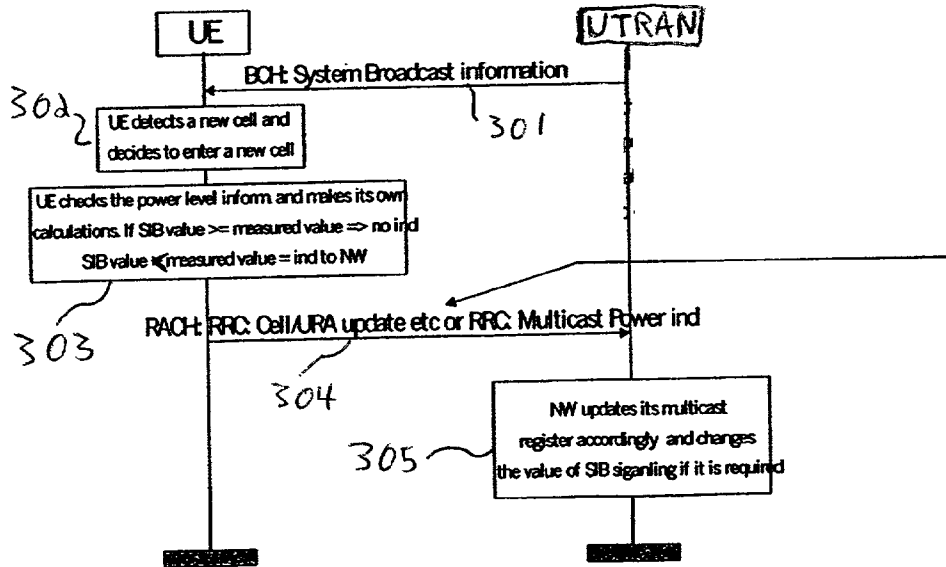 UE
UTRAN
BCH: System Broadcast information
301
302
UE detects a new cell and
decides to enter a new cell
UE checks the power level inform. and makes its own
calculations. If SIB value >= measured value => no ind
SIB value < measured value = ind to NW
303
RACH: RRC: Cell/URA update etc or RRC: Multicast Power ind
304
NW updates its multicast
register accordingly and changes
the value of SIB siganling if it is required
305